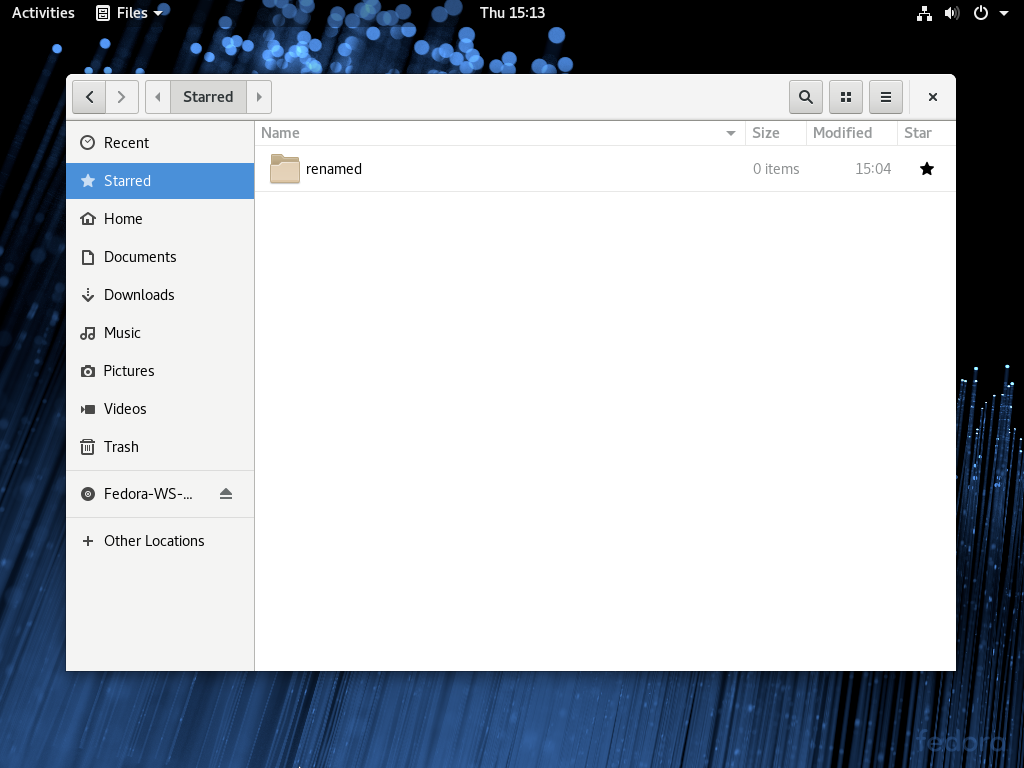 Activities Files Thu 15:13
Starred
Name Size Modified Star
Recent
renamed 0 items 15:04
Starred
Home
Documents
Downloads
Music
Pictures
Videos
Trash
Fedora-WS-...
Other Locations
fedora